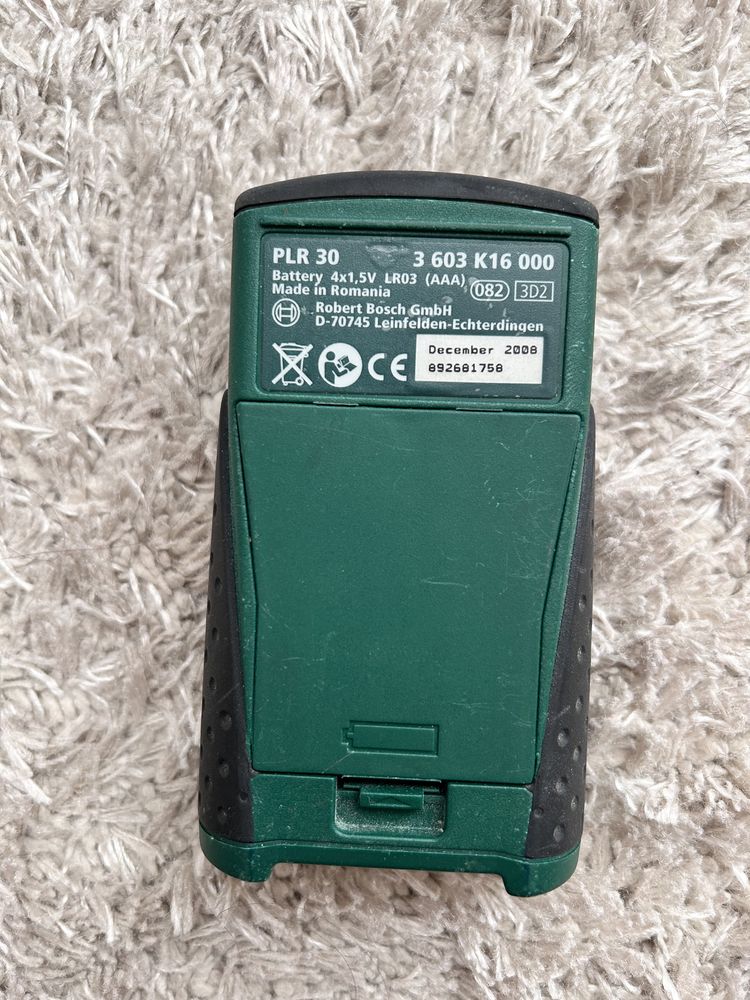 PLR 30 3 603 K16 000
Battery 4x1,5V LR03 (AAA)
Made in Romania 082 3D2
Robert Bosch GmbH
D-70745 Leinfelden-Echterdingen
CE December 2008
892681758